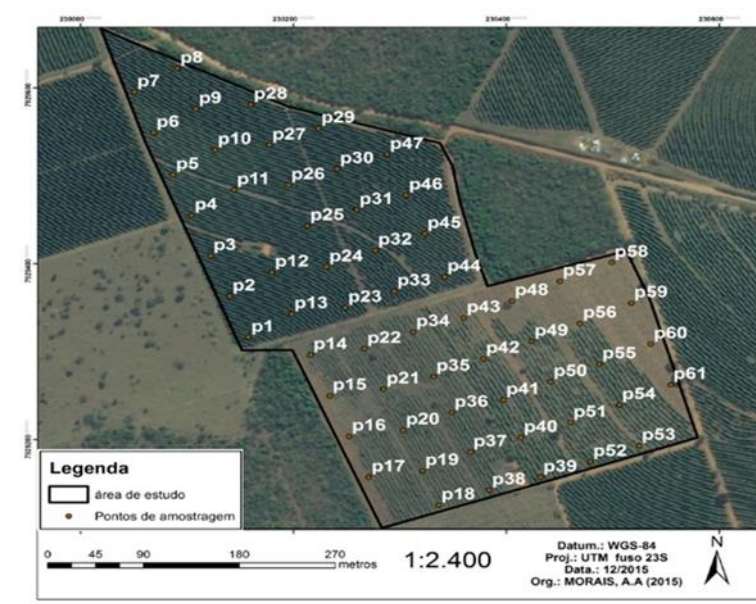 230000 230200 230400 230600
p8
p7
p9 p28
p6 p29
p10 p27 p47
p5 p30
p11 p26 p46
p4 p31
p25 p45
p3 p32 p58
p12 p24 p44 p57
p2 p33 p48 p59
p13 p23 p43 p56
p1 p34 p49 p60
p14 p22 p42 p55
p15 p21 p35 p50 p61
p36 p41 p54
p16 p20 p40 p51
p37 p53
p17 p19 p39 p52
p18 p38
Legenda
área de estudo
Pontos de amostragem
0 45 90 180 270
metros
1:2.400
Datum.: WGS-84
Proj.: UTM fuso 23S
Data.: 12/2015
Org.: MORAIS, A.A (2015)
N